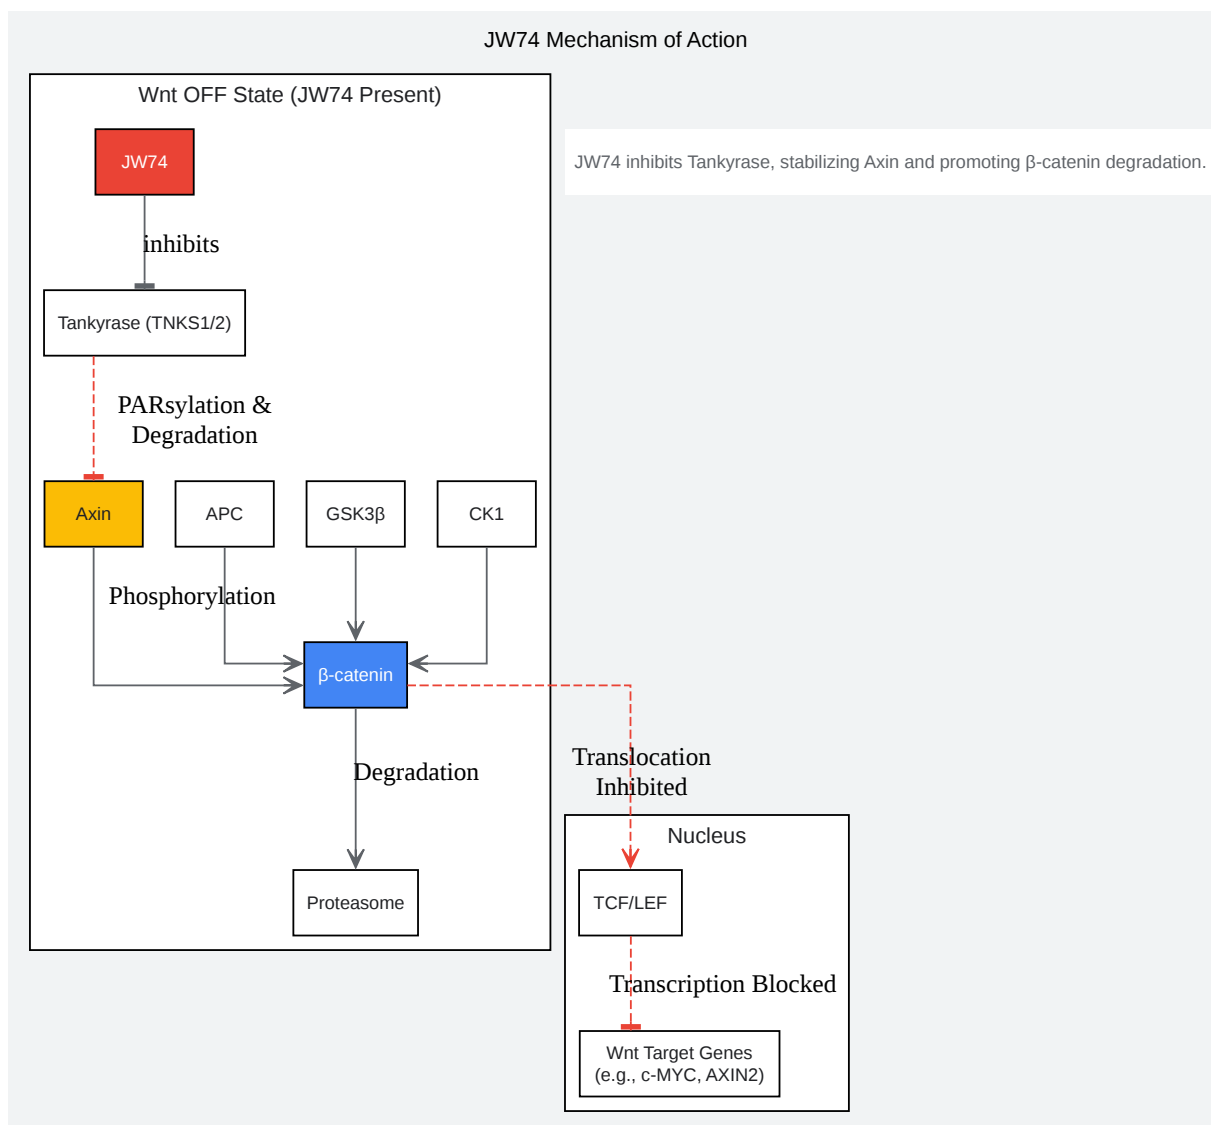 JW74 Mechanism of Action
Wnt OFF State (JW74 Present)
JW74
JW74 inhibits Tankyrase, stabilizing Axin and promoting β-catenin degradation.
inhibits
Tankyrase (TNKS1/2)
PARsylation &
Degradation
Axin
APC
GSK3β
CK1
Phosphorylation
β-catenin
Degradation
Translocation
Inhibited
Nucleus
Proteasome
TCF/LEF
Transcription Blocked
Wnt Target Genes
(e.g., c-MYC, AXIN2)